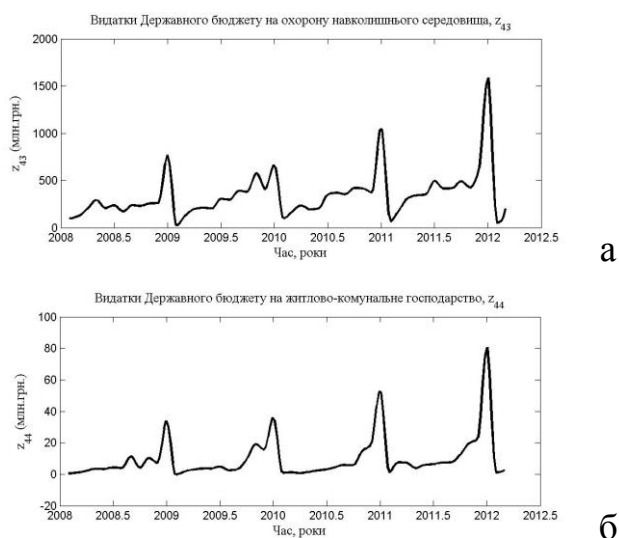 Видатки Державного бюджету на охорону навколишнього середовища, z43
2000
1500
1000
500
0
z43 (млн.грн.)
2008 2008.5 2009 2009.5 2010 2010.5 2011 2011.5 2012 2012.5
Час, роки
а
Видатки Державного бюджету на житлово-комунальне господарство, z44
100
80
60
40
20
0
-20
z44 (млн.грн.)
2008 2008.5 2009 2009.5 2010 2010.5 2011 2011.5 2012 2012.5
Час, роки
б